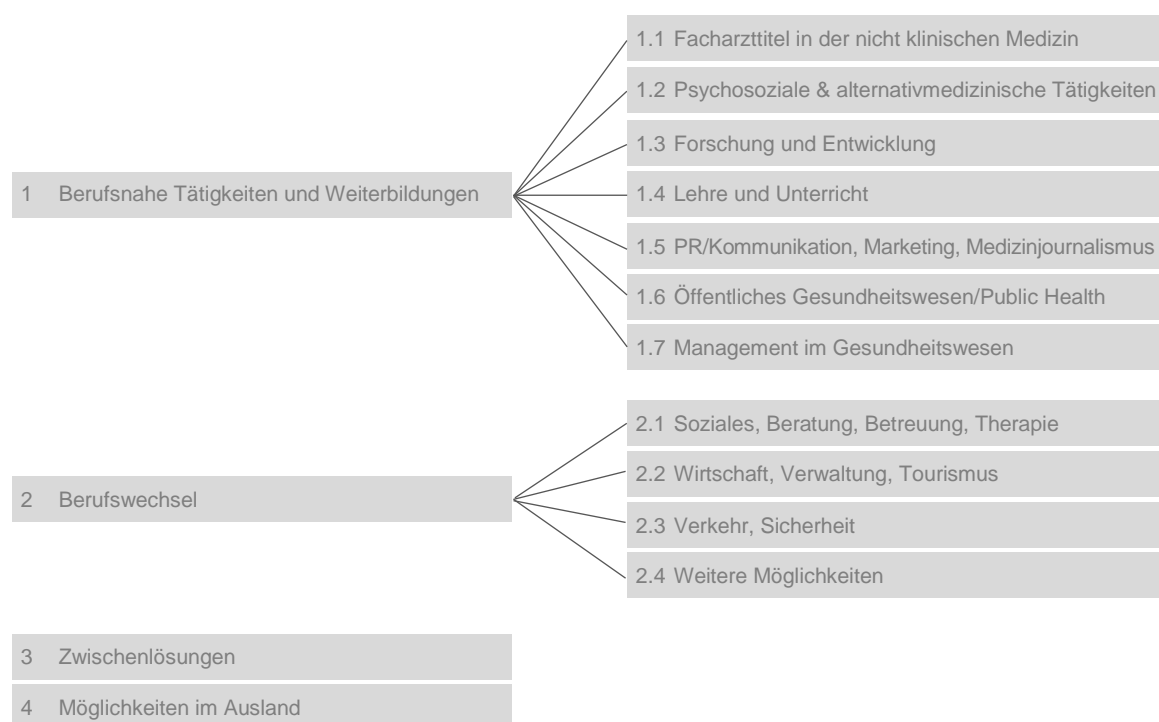 1 Berufsnahe Tätigkeiten und Weiterbildungen
1.1 Facharzttitel in der nicht klinischen Medizin
1.2 Psychosoziale & alternativmedizinische Tätigkeiten
1.3 Forschung und Entwicklung
1.4 Lehre und Unterricht
1.5 PR/Kommunikation, Marketing, Medizinjournalismus
1.6 Öffentliches Gesundheitswesen/Public Health
1.7 Management im Gesundheitswesen
2 Berufswechsel
2.1 Soziales, Beratung, Betreuung, Therapie
2.2 Wirtschaft, Verwaltung, Tourismus
2.3 Verkehr, Sicherheit
2.4 Weitere Möglichkeiten
3 Zwischenlösungen
4 Möglichkeiten im Ausland